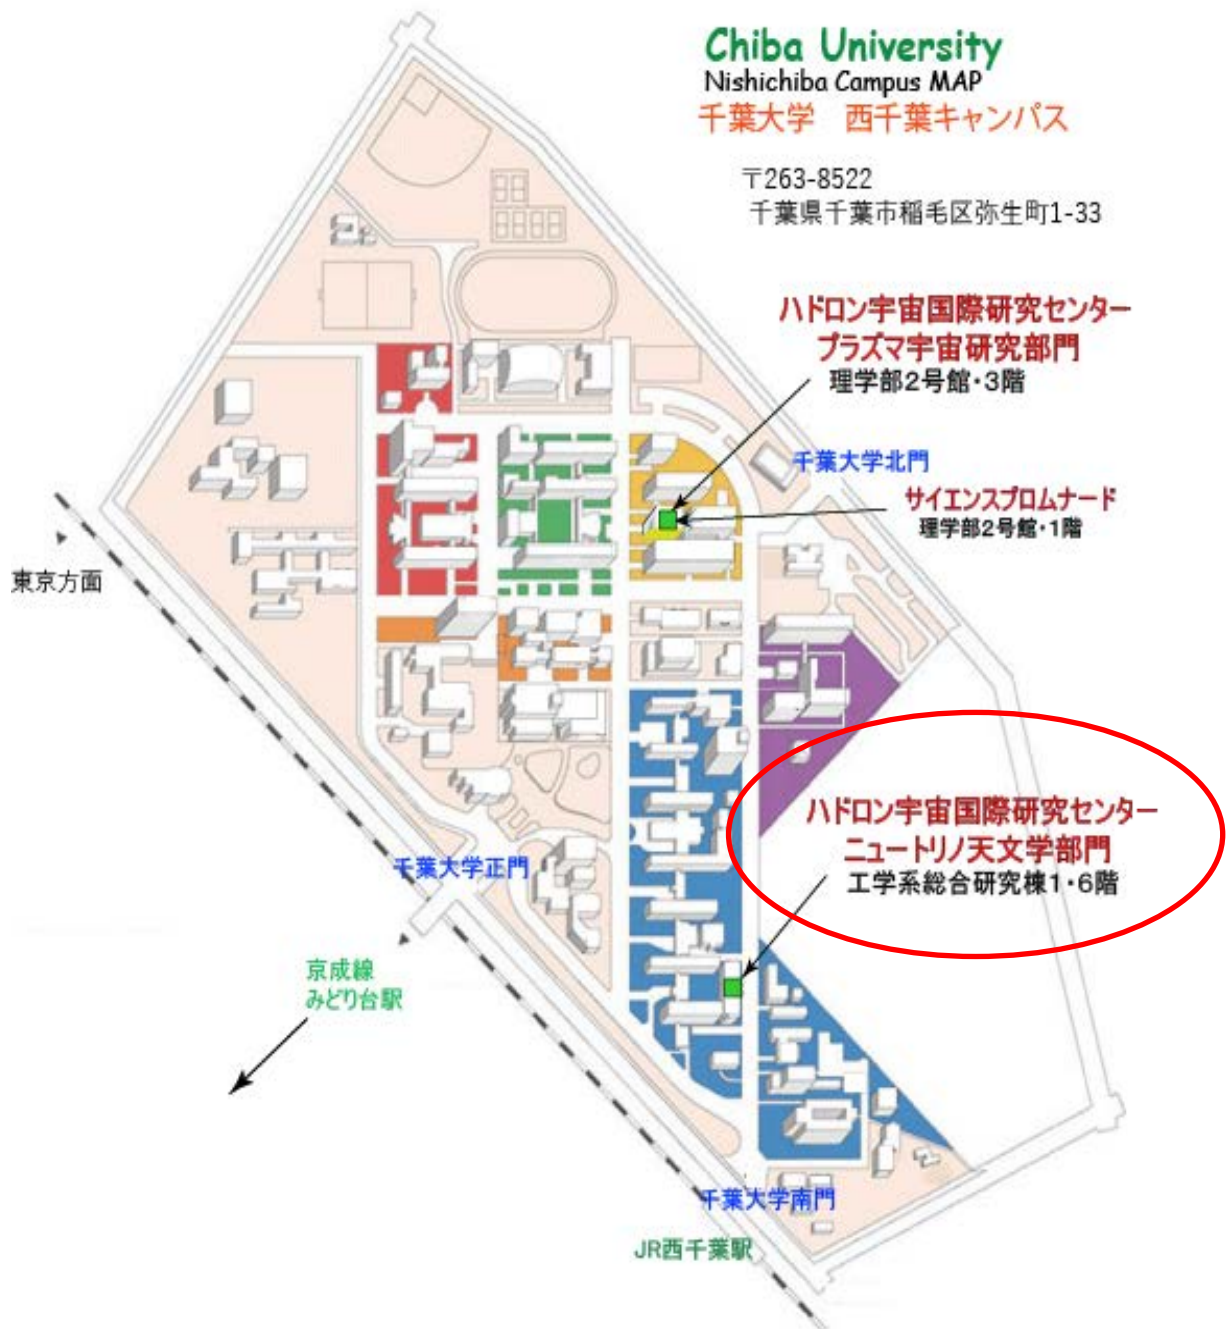 Chiba University
Nishichiba Campus MAP
千葉大学　西千葉キャンパス
〒263-8522
千葉県千葉市稲毛区弥生町1-33
ハドロン宇宙国際研究センター
プラズマ宇宙研究部門
理学部2号館・3階
千葉大学北門
サイエンスプロムナード
理学部2号館・1階
東京方面
ハドロン宇宙国際研究センター
ニュートリノ天文学部門
工学系総合研究棟1・6階
千葉大学正門
京成線
みどり台駅
千葉大学南門
JR西千葉駅